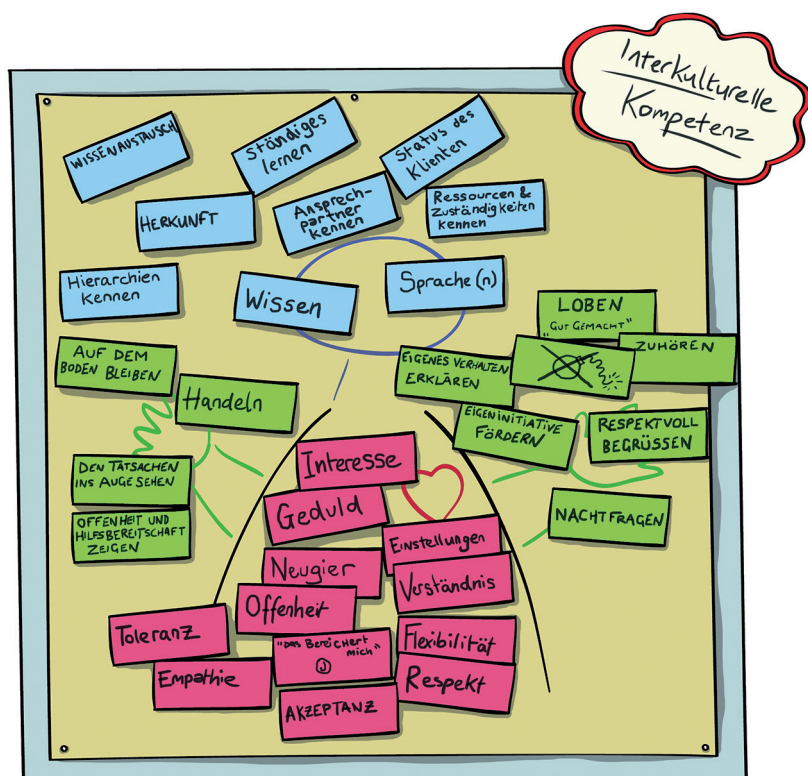 Interkulturelle
Kompetenz
WISSENAUSTAUSCH
Ständiges
lernen
Status des
Klienten
HERKUNFT
Ansprech-
partner
kennen
Ressourcen &
Zuständigkeiten
kennen
Hierarchien
kennen
Wissen
Sprache(n)
LOBEN
"GUT GEMACHT"
ZUHÖREN
AUF DEM
BODEN BLEIBEN
Handeln
EIGENES VERHALTEN
ERKLÄREN
EIGENINITIATIVE
FÖRDERN
RESPEKTVOLL
BEGRÜSSEN
DEN TATSACHEN
INS AUGE SEHEN
OFFENHEIT UND
HILFSBEREITSCHAFT
ZEIGEN
NACHTFRAGEN
Interesse
Geduld
Einstellungen
Neugier
Verständnis
Offenheit
Toleranz
"Das Bereichert
mich"
Flexibilität
Empathie
Respekt
AKZEPTANZ